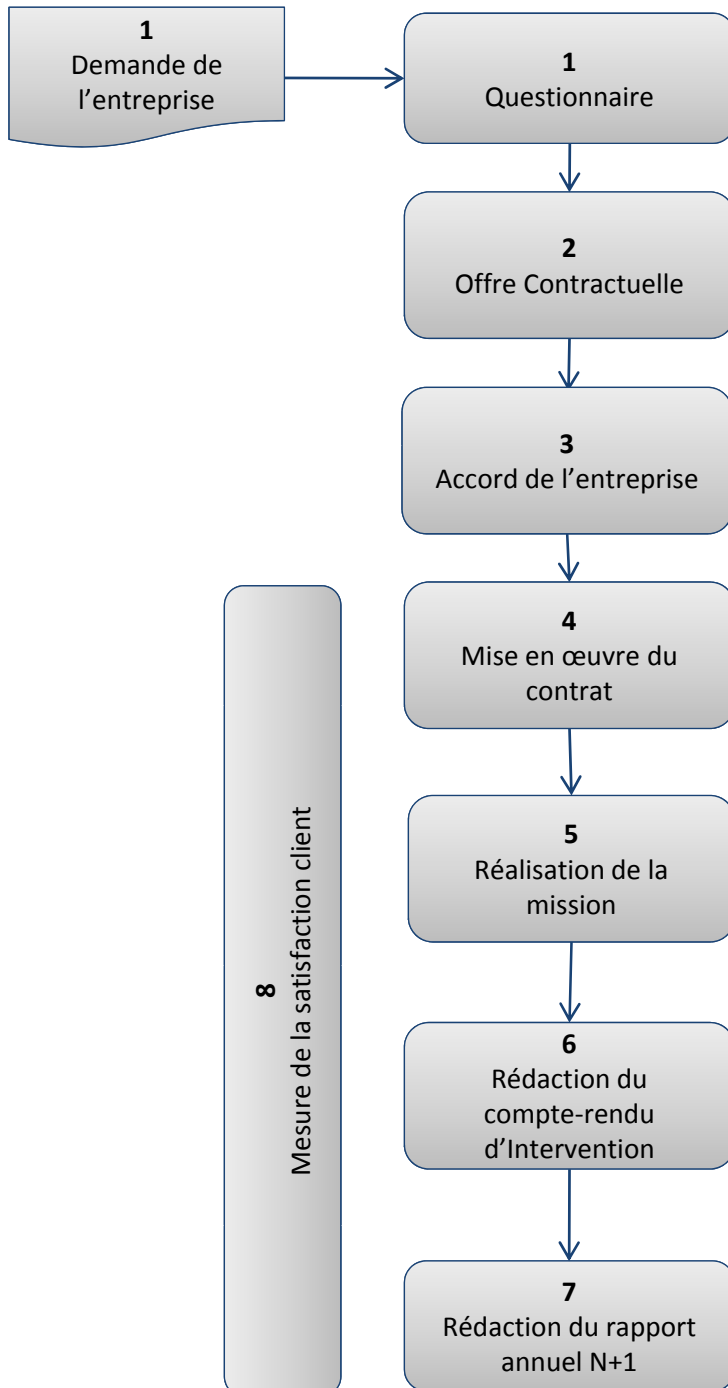 1
Demande de
l’entreprise
1
Questionnaire
2
Offre Contractuelle
3
Accord de l’entreprise
4
Mise en œuvre du
contrat
5
Réalisation de la
mission
6
Rédaction du
compte-rendu
d’Intervention
7
Rédaction du rapport
annuel N+1
8
Mesure de la satisfaction client